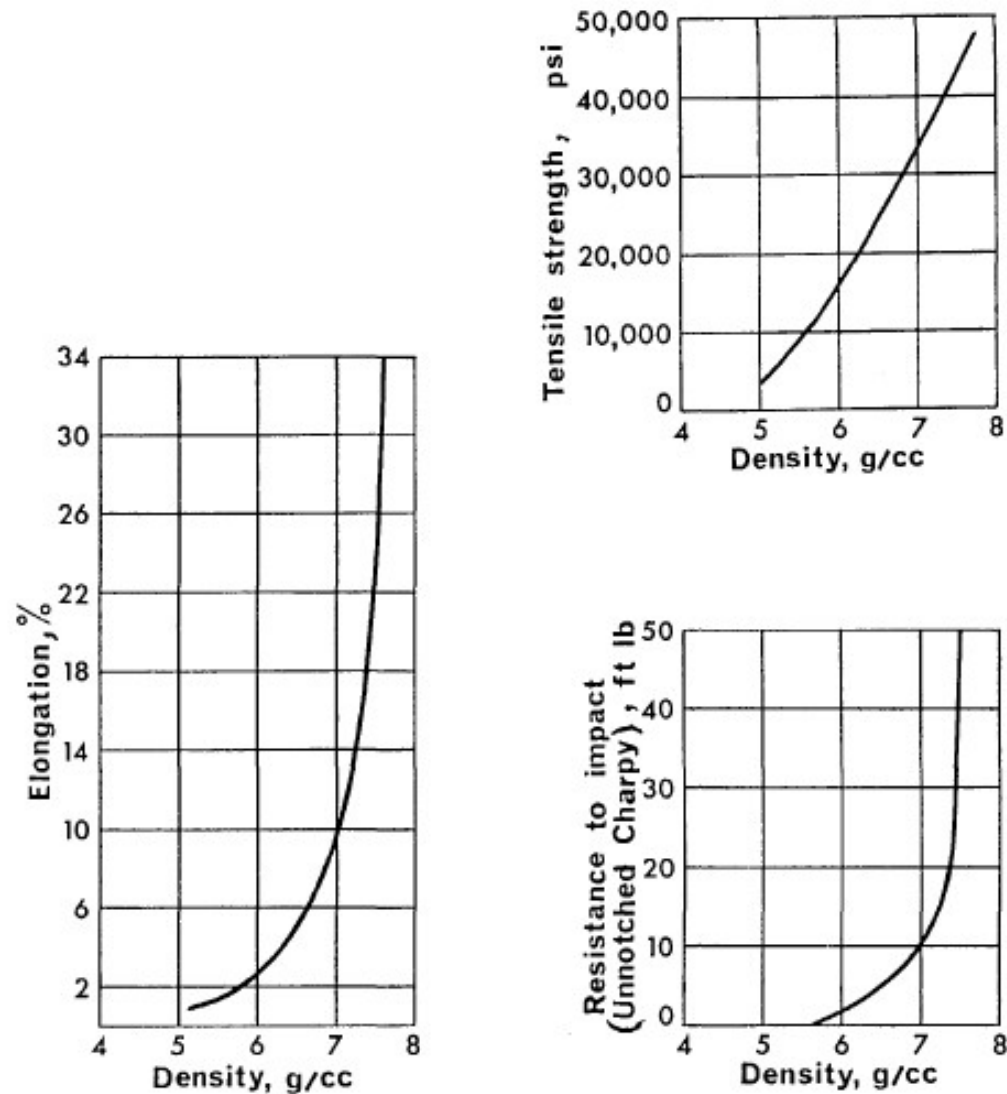 50,000
40,000
30,000
20,000
10,000
0
Tensile strength, psi
4 5 6 7 8
Density, g/cc
34
30
26
22
18
14
10
6
2
Elongation,%
4 5 6 7 8
Density, g/cc
50
40
30
20
10
0
Resistance to impact
(Unnotched Charpy), ft lb
4 5 6 7 8
Density, g/cc